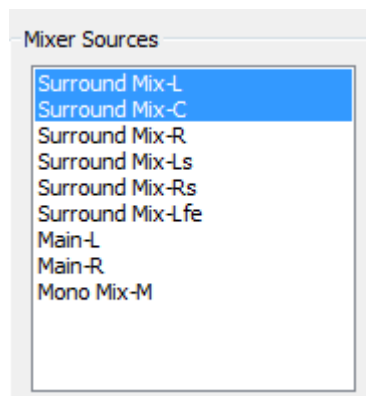 Mixer Sources
Surround Mix-L
Surround Mix-C
Surround Mix-R
Surround Mix-Ls
Surround Mix-Rs
Surround Mix-Lfe
Main-L
Main-R
Mono Mix-M